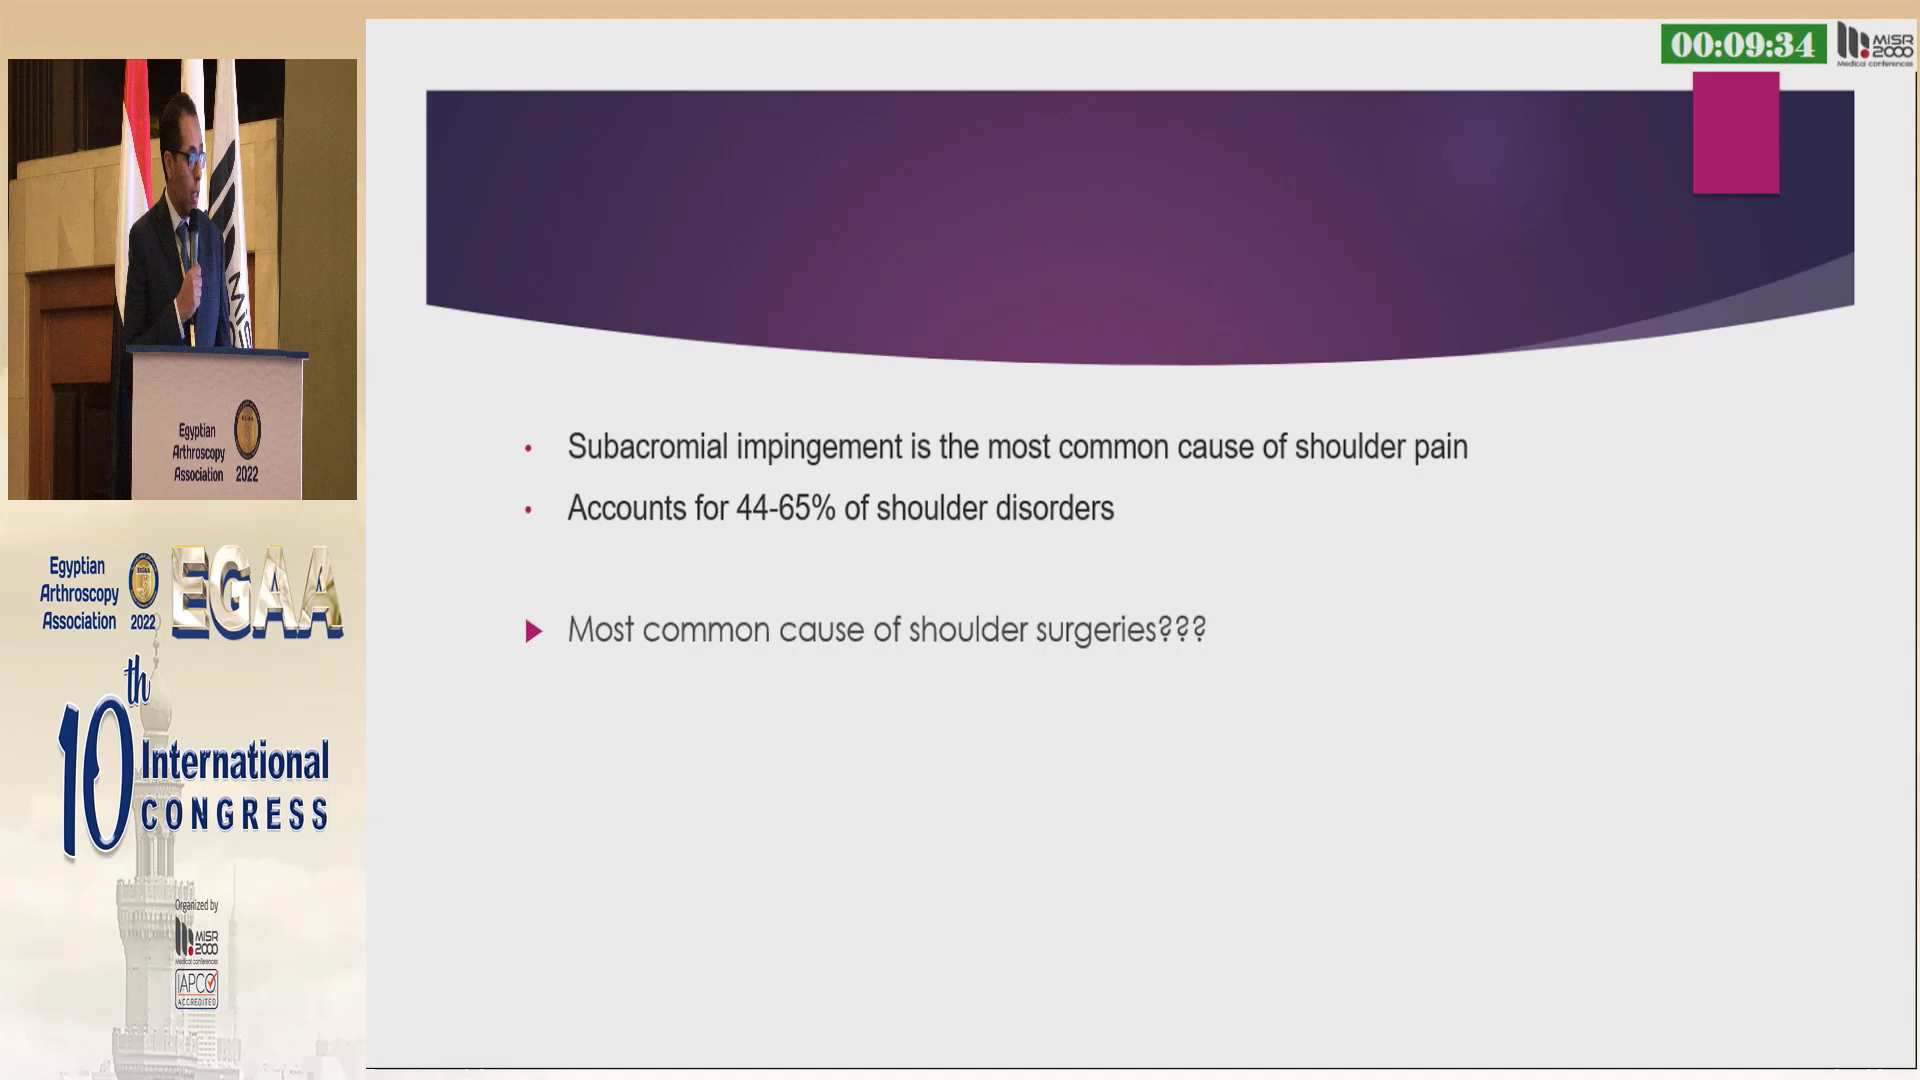 00:09:34
MiSR
2000
Medical conferences
Subacromial impingement is the most common cause of shoulder pain
Accounts for 44-65% of shoulder disorders
Most common cause of shoulder surgeries???
Egyptian
Arthroscopy
Association 2022
Egyptian
Arthroscopy
Association 2022
EGAA
10th
International
CONGRESS
Organized by
MiSR
2000
Medical conferences
IAPCO
ACCREDITED